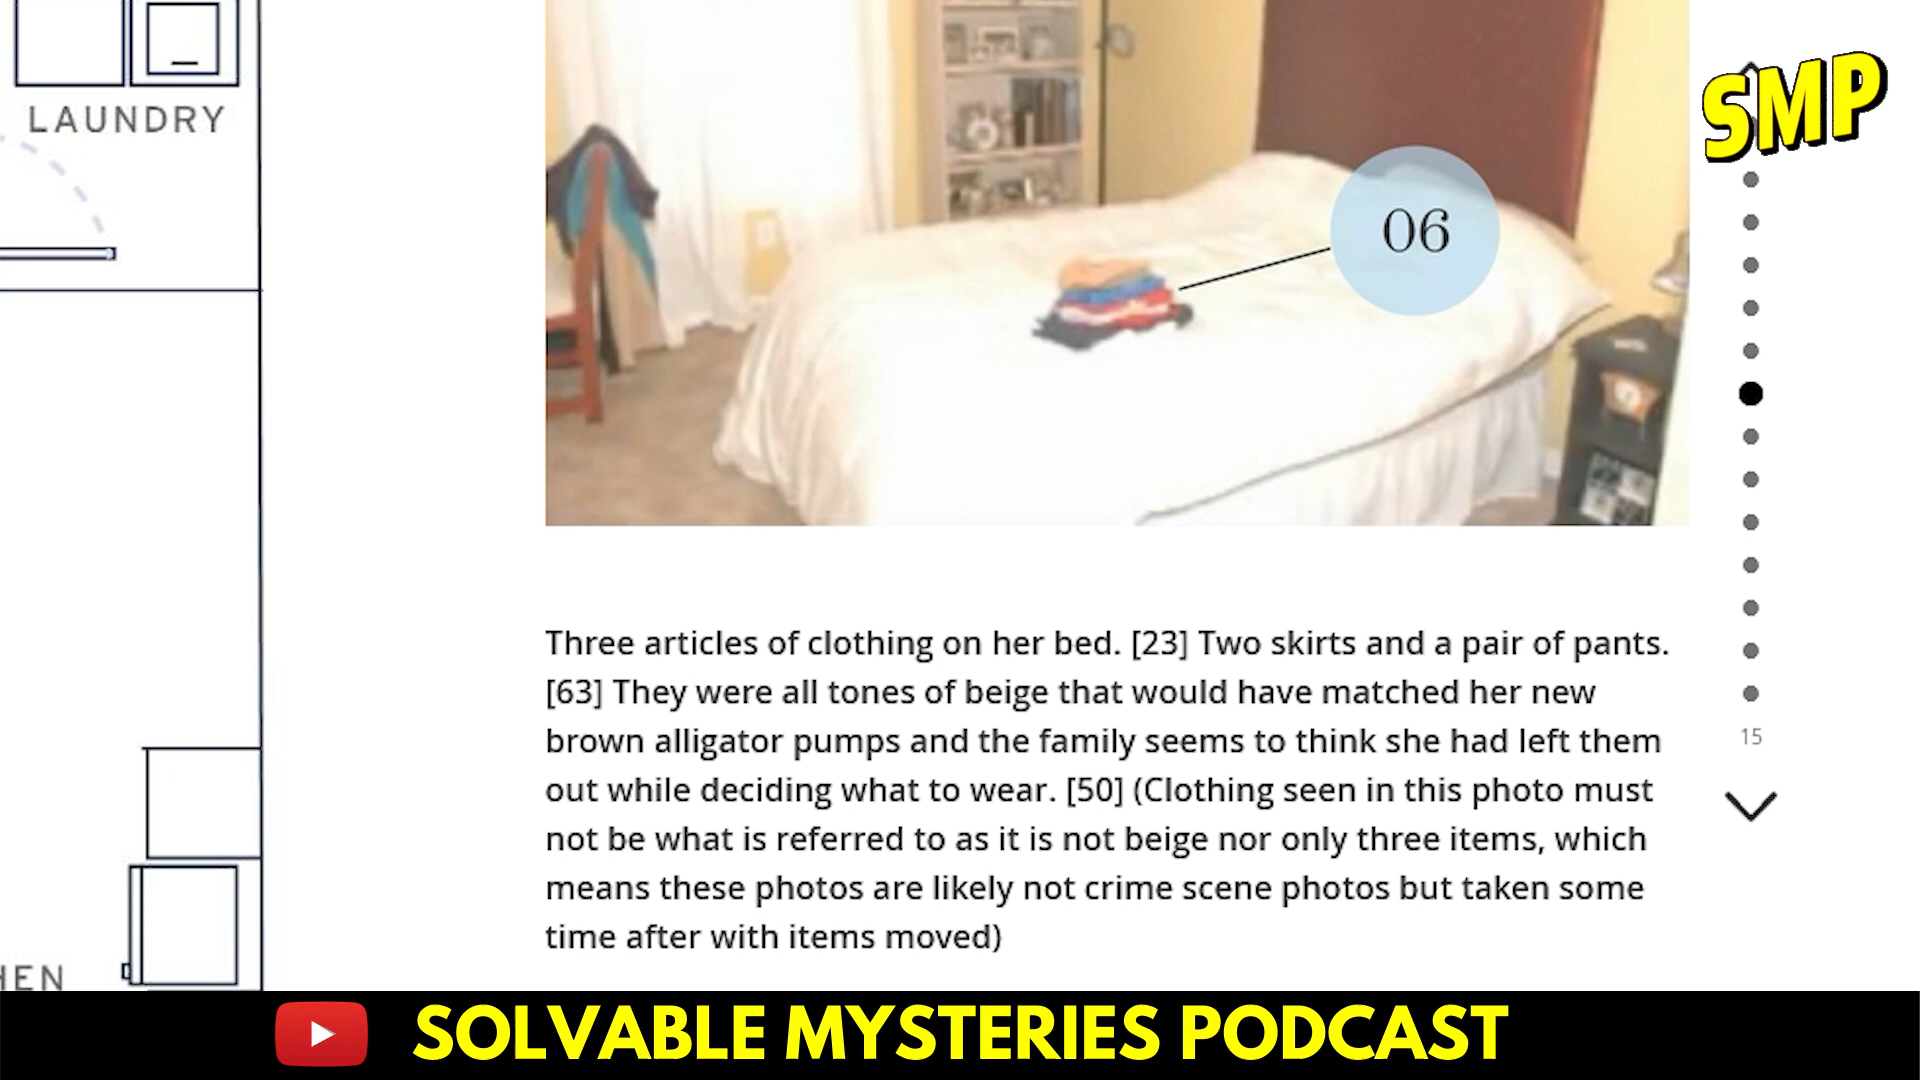 LAUNDRY
SMP
06
Three articles of clothing on her bed. [23] Two skirts and a pair of pants.
[63] They were all tones of beige that would have matched her new
brown alligator pumps and the family seems to think she had left them
out while deciding what to wear. [50] (Clothing seen in this photo must
not be what is referred to as it is not beige nor only three items, which
means these photos are likely not crime scene photos but taken some
time after with items moved)
15
HEN
SOLVABLE MYSTERIES PODCAST